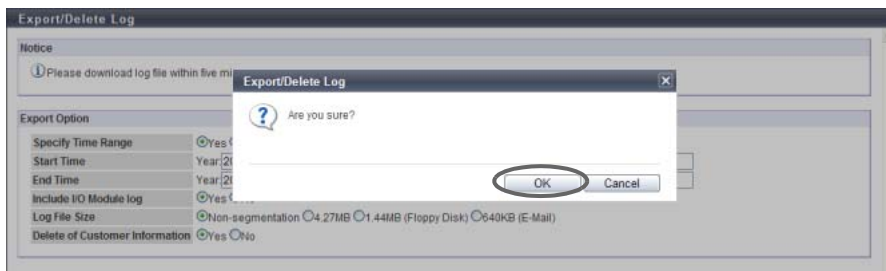 Export/Delete Log
Notice
Please download log file within five mi
Export/Delete Log
Are you sure?
OK Cancel
Export Option
Specify Time Range Yes
Start Time Year:20
End Time Year:20
Include I/O Module log Yes No
Log File Size Non-segmentation 4.27MB 1.44MB (Floppy Disk) 640KB (E-Mail)
Delete of Customer Information Yes No